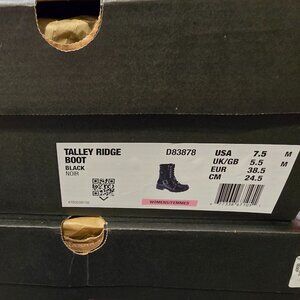 TALLEY RIDGE
BOOT
BLACK
NOIR
D83878
USA 7.5 M
UK/GB 5.5 M
EUR 38.5
CM 24.5
WOMENS/FEMMES